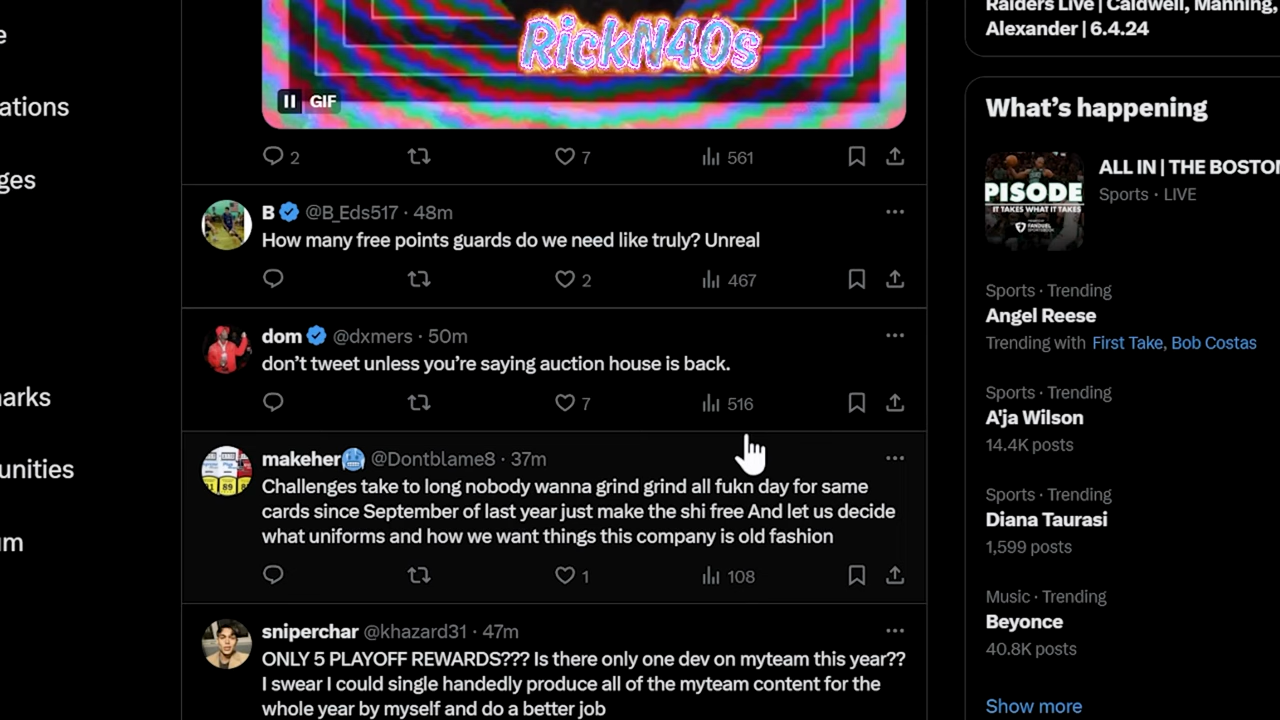 e
ations
ges
arks
unities
m
RickN40s
GIF
2
7
561
B @B_Eds517 · 48m
How many free points guards do we need like truly? Unreal
2
467
dom @dxmers · 50m
don’t tweet unless you’re saying auction house is back.
7
516
makeher🥶 @Dontblame8 · 37m
Challenges take to long nobody wanna grind grind all fukn day for same
cards since September of last year just make the shi free And let us decide
what uniforms and how we want things this company is old fashion
1
108
sniperchar @khazard31 · 47m
ONLY 5 PLAYOFF REWARDS??? Is there only one dev on myteam this year??
I swear I could single handedly produce all of the myteam content for the
whole year by myself and do a better job
Raiders Live | Caldwell, Manning,
Alexander | 6.4.24
What’s happening
PISODE
IT TAKES WHAT IT TAKES
FANDUEL
ALL IN | THE BOSTON
Sports · LIVE
Sports · Trending
Angel Reese
Trending with First Take, Bob Costas
Sports · Trending
A'ja Wilson
14.4K posts
Sports · Trending
Diana Taurasi
1,599 posts
Music · Trending
Beyonce
40.8K posts
Show more